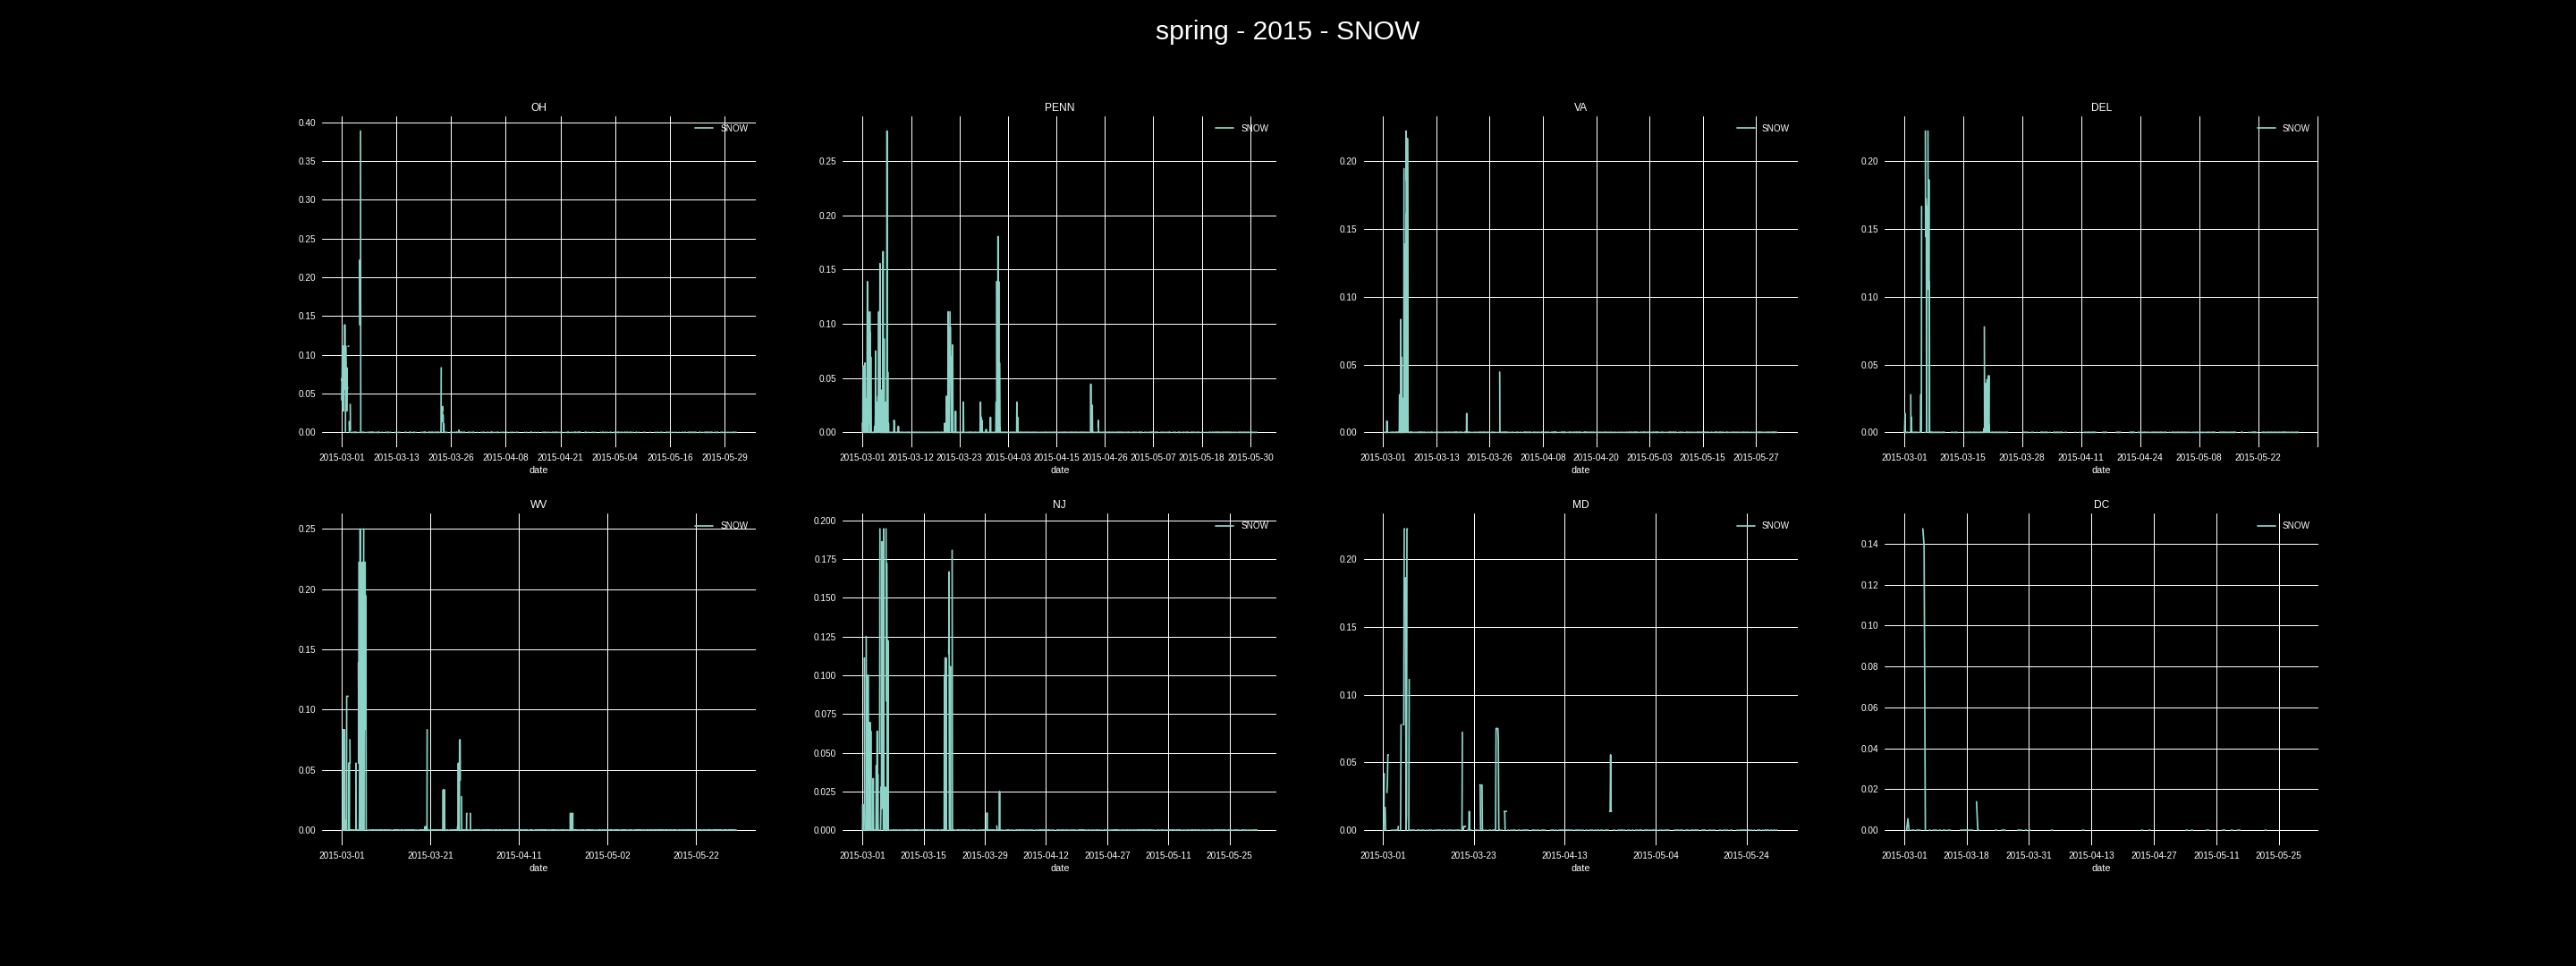 spring - 2015 - SNOW
OH
SNOW
0.40
0.35
0.30
0.25
0.20
0.15
0.10
0.05
0.00
2015-03-01 2015-03-13 2015-03-26 2015-04-08 2015-04-21 2015-05-04 2015-05-16 2015-05-29
date
PENN
SNOW
0.25
0.20
0.15
0.10
0.05
0.00
2015-03-01 2015-03-12 2015-03-23 2015-04-03 2015-04-15 2015-04-26 2015-05-07 2015-05-18 2015-05-30
date
VA
SNOW
0.20
0.15
0.10
0.05
0.00
2015-03-01 2015-03-13 2015-03-26 2015-04-08 2015-04-20 2015-05-03 2015-05-15 2015-05-27
date
DEL
SNOW
0.20
0.15
0.10
0.05
0.00
2015-03-01 2015-03-15 2015-03-28 2015-04-11 2015-04-24 2015-05-08 2015-05-22
date
WV
SNOW
0.25
0.20
0.15
0.10
0.05
0.00
2015-03-01 2015-03-21 2015-04-11 2015-05-02 2015-05-22
date
NJ
SNOW
0.200
0.175
0.150
0.125
0.100
0.075
0.050
0.025
0.000
2015-03-01 2015-03-15 2015-03-29 2015-04-12 2015-04-27 2015-05-11 2015-05-25
date
MD
SNOW
0.20
0.15
0.10
0.05
0.00
2015-03-01 2015-03-23 2015-04-13 2015-05-04 2015-05-24
date
DC
SNOW
0.14
0.12
0.10
0.08
0.06
0.04
0.02
0.00
2015-03-01 2015-03-18 2015-03-31 2015-04-13 2015-04-27 2015-05-11 2015-05-25
date